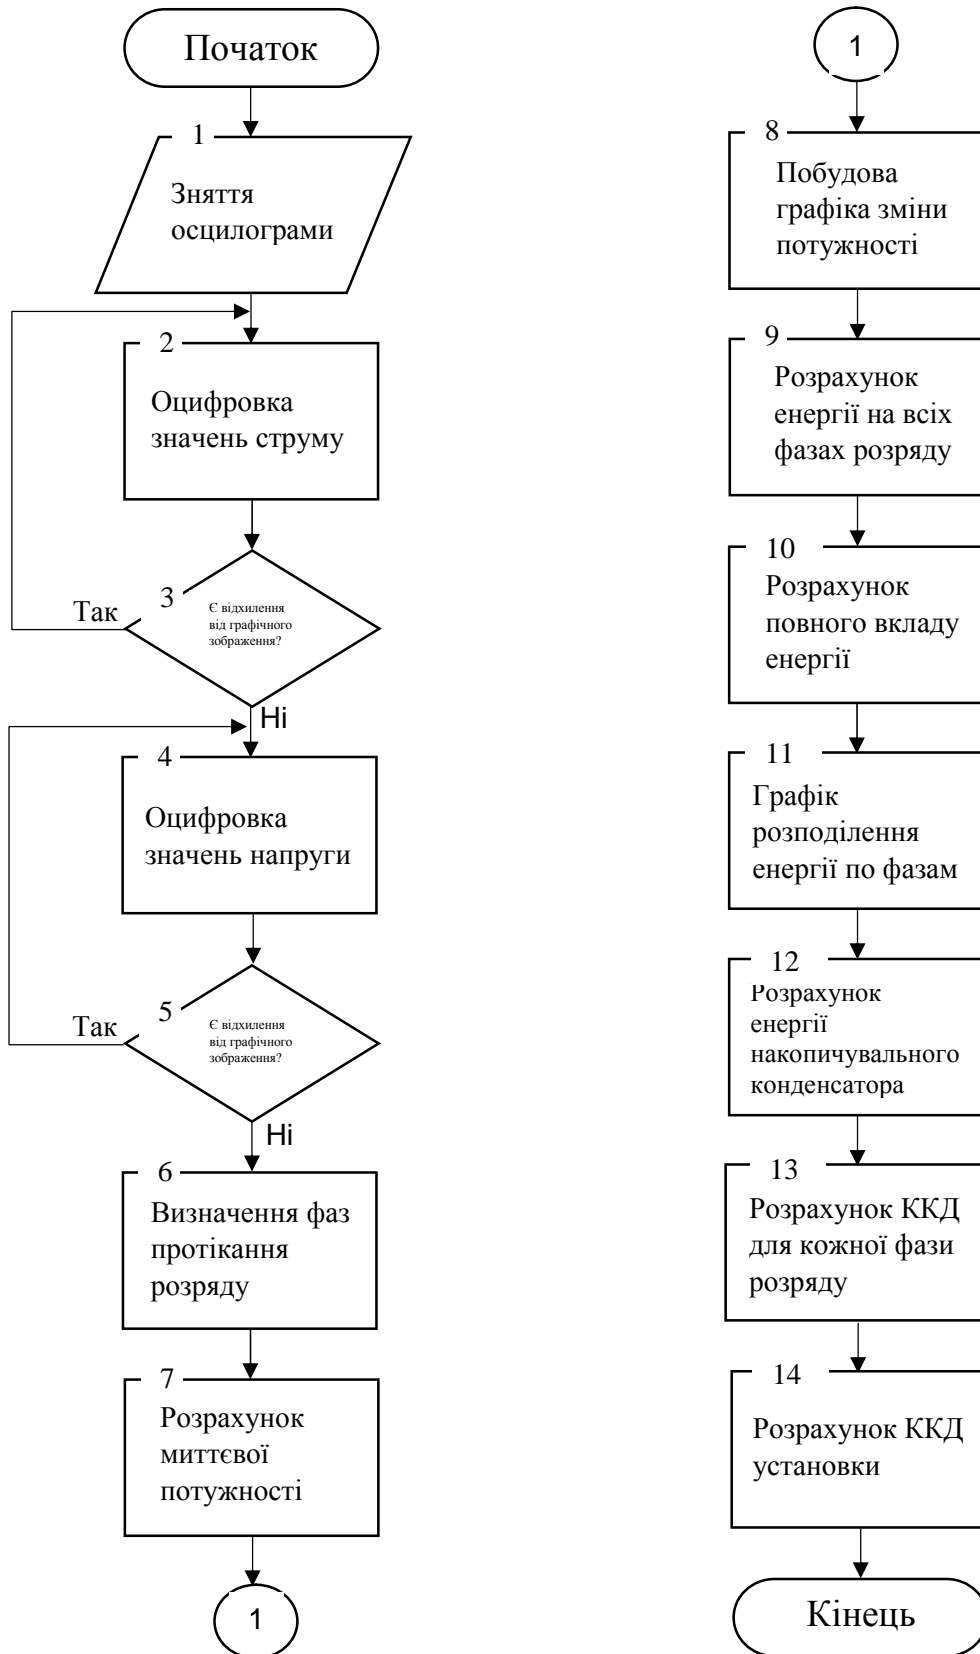 Початок
1
Зняття
осцилограми
2
Оцифровка
значень струму
3
Так
Є відхилення
від графічного
зображення?
Ні
4
Оцифровка
значень напруги
5
Так
Є відхилення
від графічного
зображення?
Ні
6
Визначення фаз
протікання
розряду
7
Розрахунок
миттєвої
потужності
1
1
8
Побудова
графіка зміни
потужності
9
Розрахунок
енергії на всіх
фазах розряду
10
Розрахунок
повного вкладу
енергії
11
Графік
розподілення
енергії по фазам
12
Розрахунок
енергії
накопичувального
конденсатора
13
Розрахунок ККД
для кожної фази
розряду
14
Розрахунок ККД
установки
Кінець